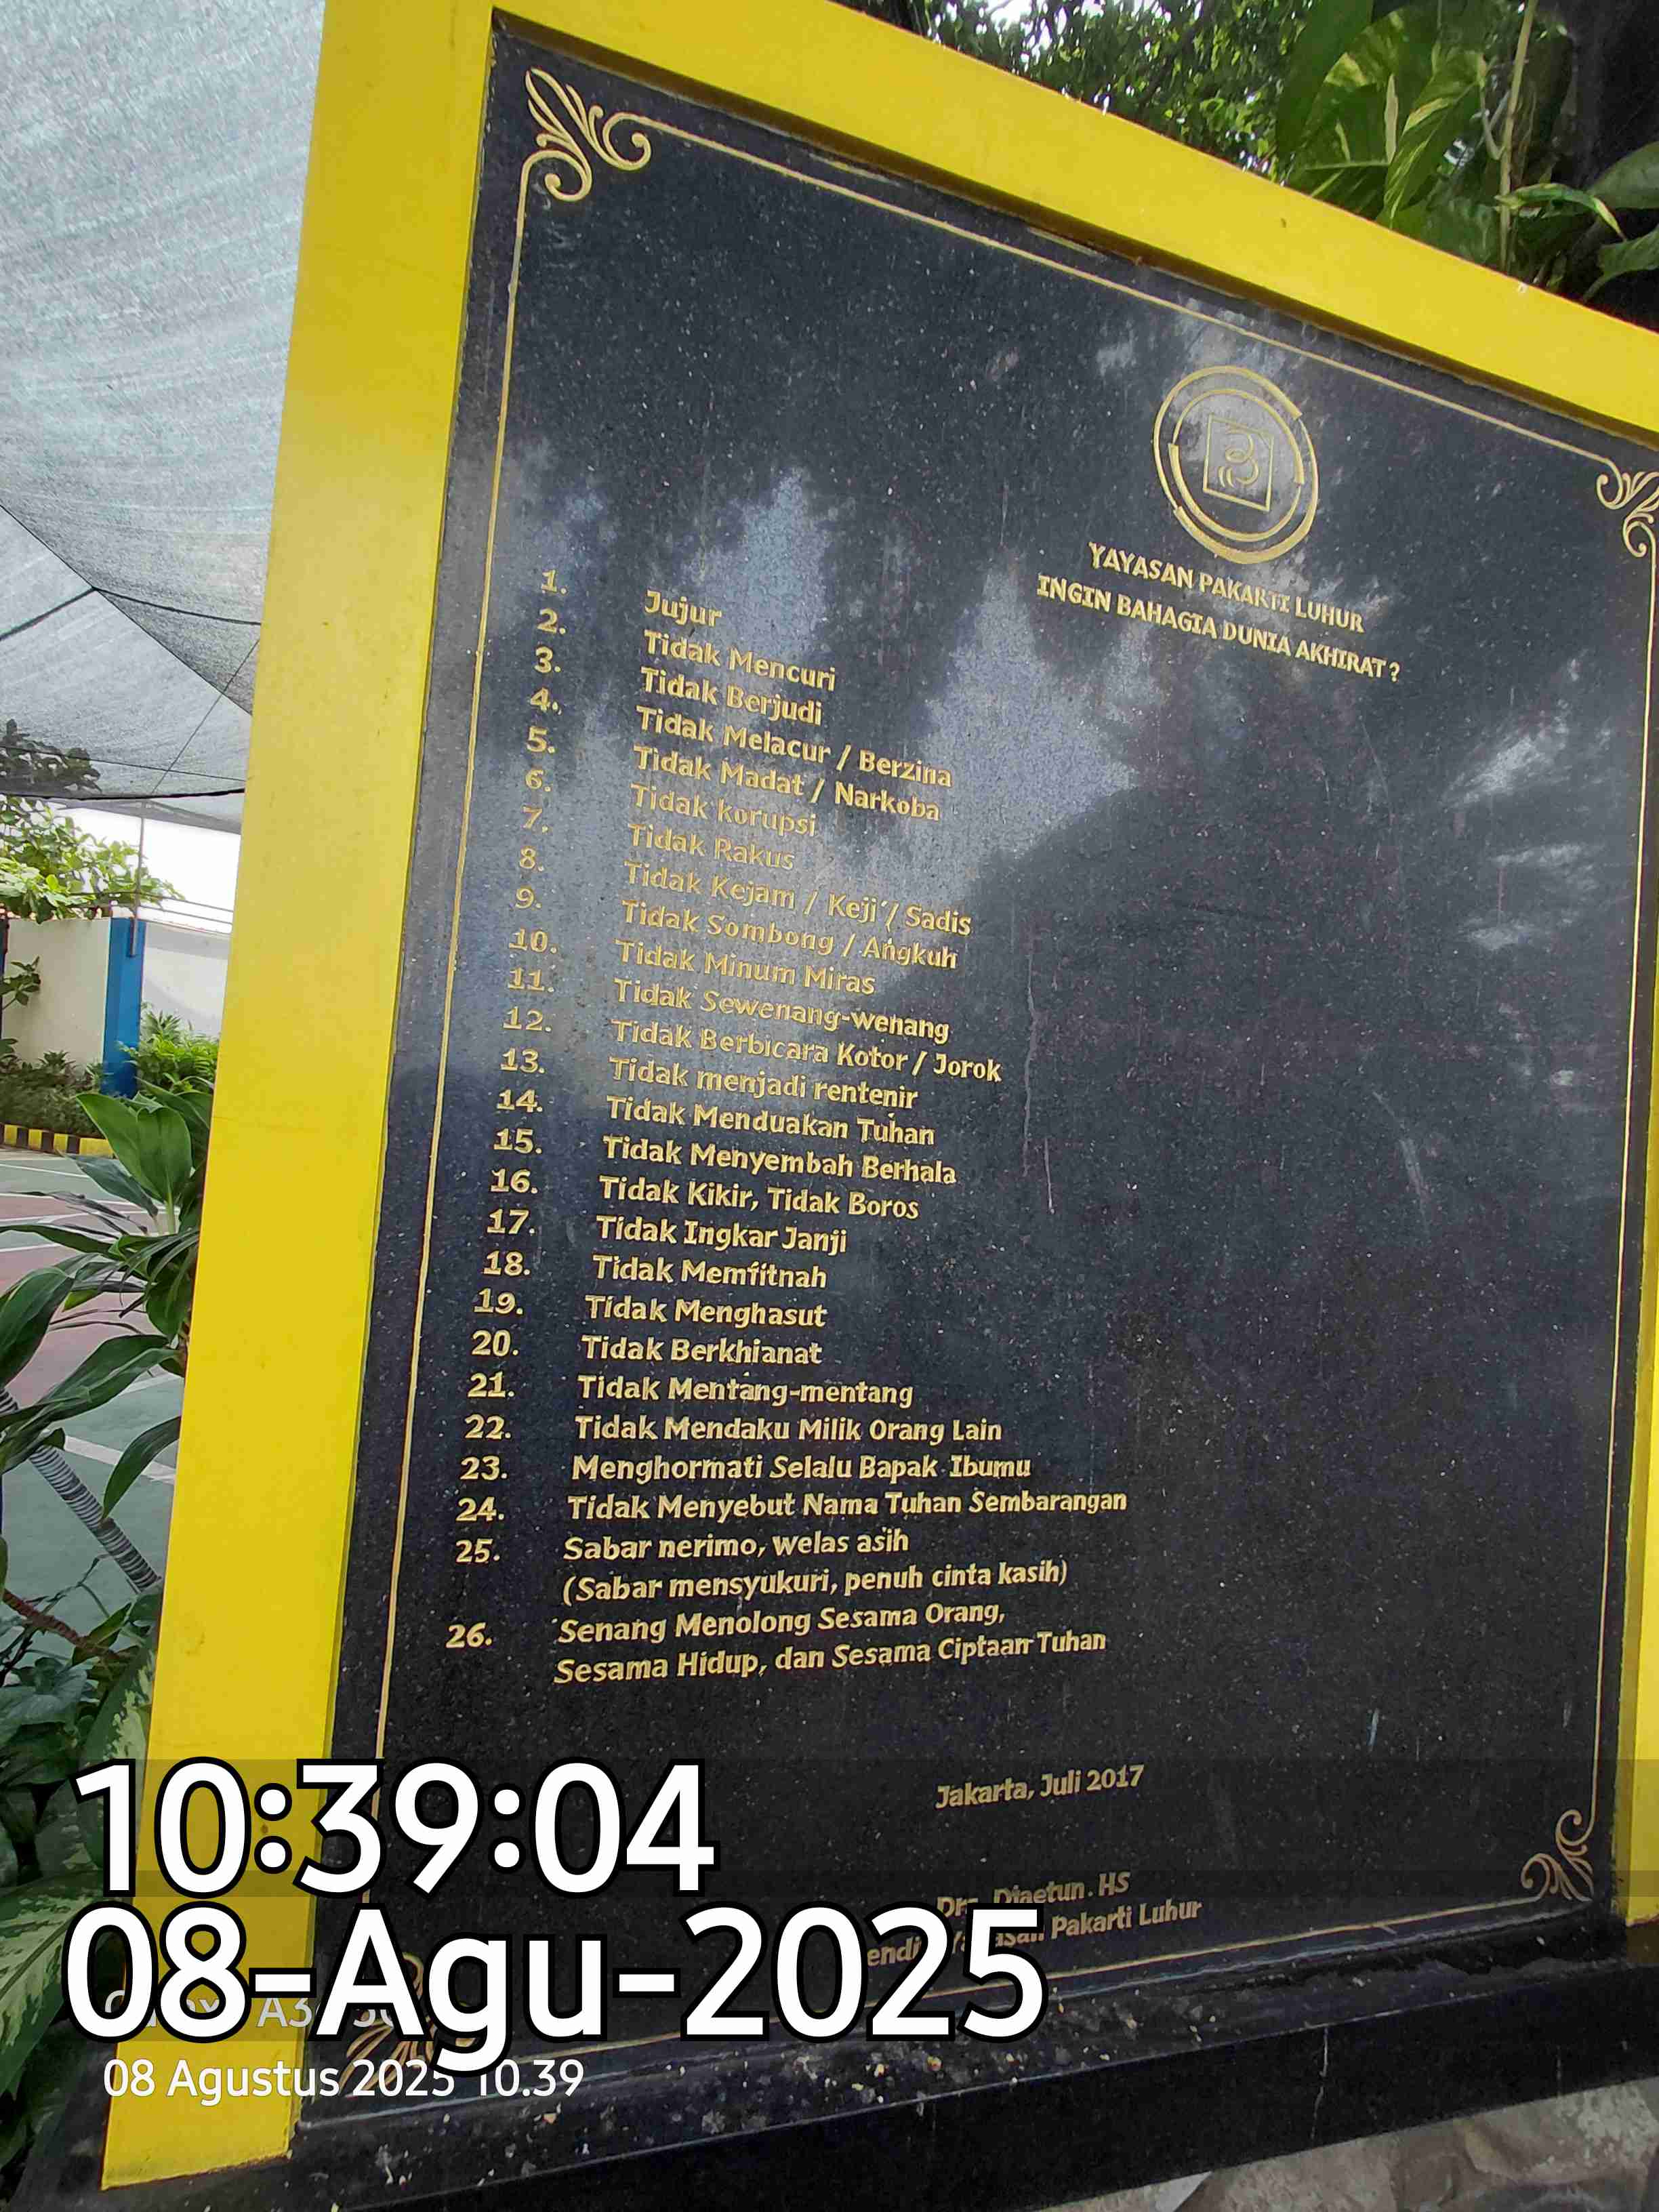 YAYASAN PAKARTI LUHUR
INGIN BAHAGIA DUNIA AKHIRAT ?
1. Jujur
2. Tidak Mencuri
3. Tidak Berjudi
4. Tidak Melacur / Berzina
5. Tidak Madat / Narkoba
6. Tidak korupsi
7. Tidak Rakus
8. Tidak Kejam / Keji / Sadis
9. Tidak Sombong / Angkuh
10. Tidak Minum Miras
11. Tidak Sewenang-wenang
12. Tidak Berbicara Kotor / Jorok
13. Tidak menjadi rentenir
14. Tidak Menduakan Tuhan
15. Tidak Menyembah Berhala
16. Tidak Kikir, Tidak Boros
17. Tidak Ingkar Janji
18. Tidak Memfitnah
19. Tidak Menghasut
20. Tidak Berkhianat
21. Tidak Mentang-mentang
22. Tidak Mendaku Milik Orang Lain
23. Menghormati Selalu Bapak Ibumu
24. Tidak Menyebut Nama Tuhan Sembarangan
25. Sabar nerimo, welas asih
(Sabar mensyukuri, penuh cinta kasih)
26. Senang Menolong Sesama Orang,
Sesama Hidup, dan Sesama Ciptaan Tuhan
Jakarta, Juli 2017
HS
Pakarti Luhur
10:39:04
08-Agu-2025
08 Agustus 2025 10.39